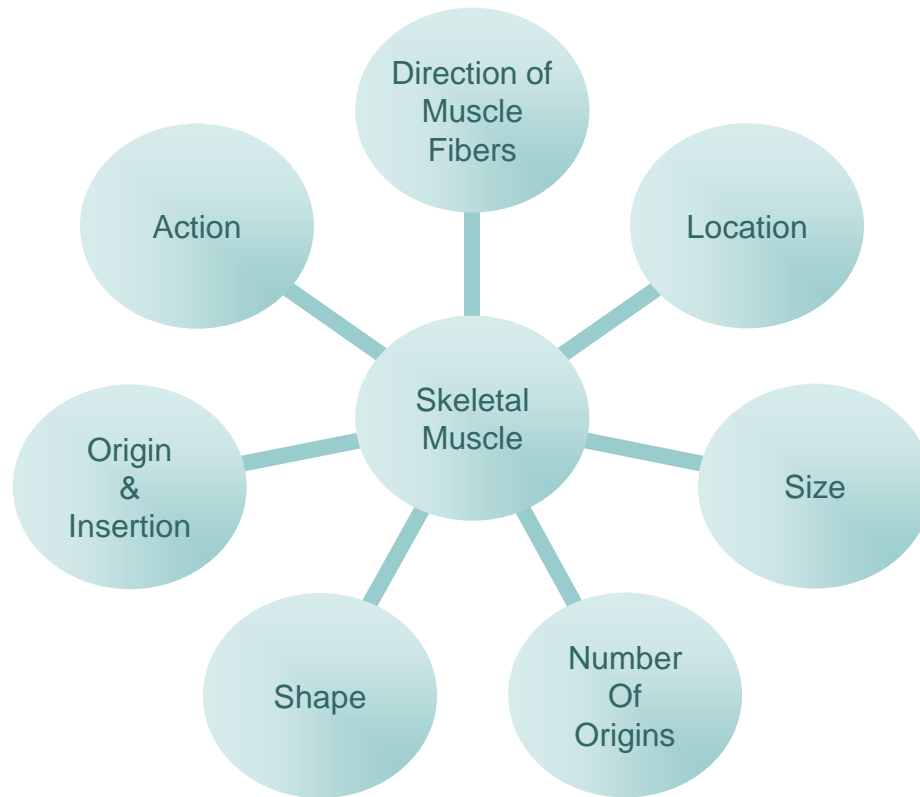 Direction of
Muscle
Fibers
Action
Location
Skeletal
Muscle
Origin
&
Insertion
Size
Shape
Number
Of
Origins